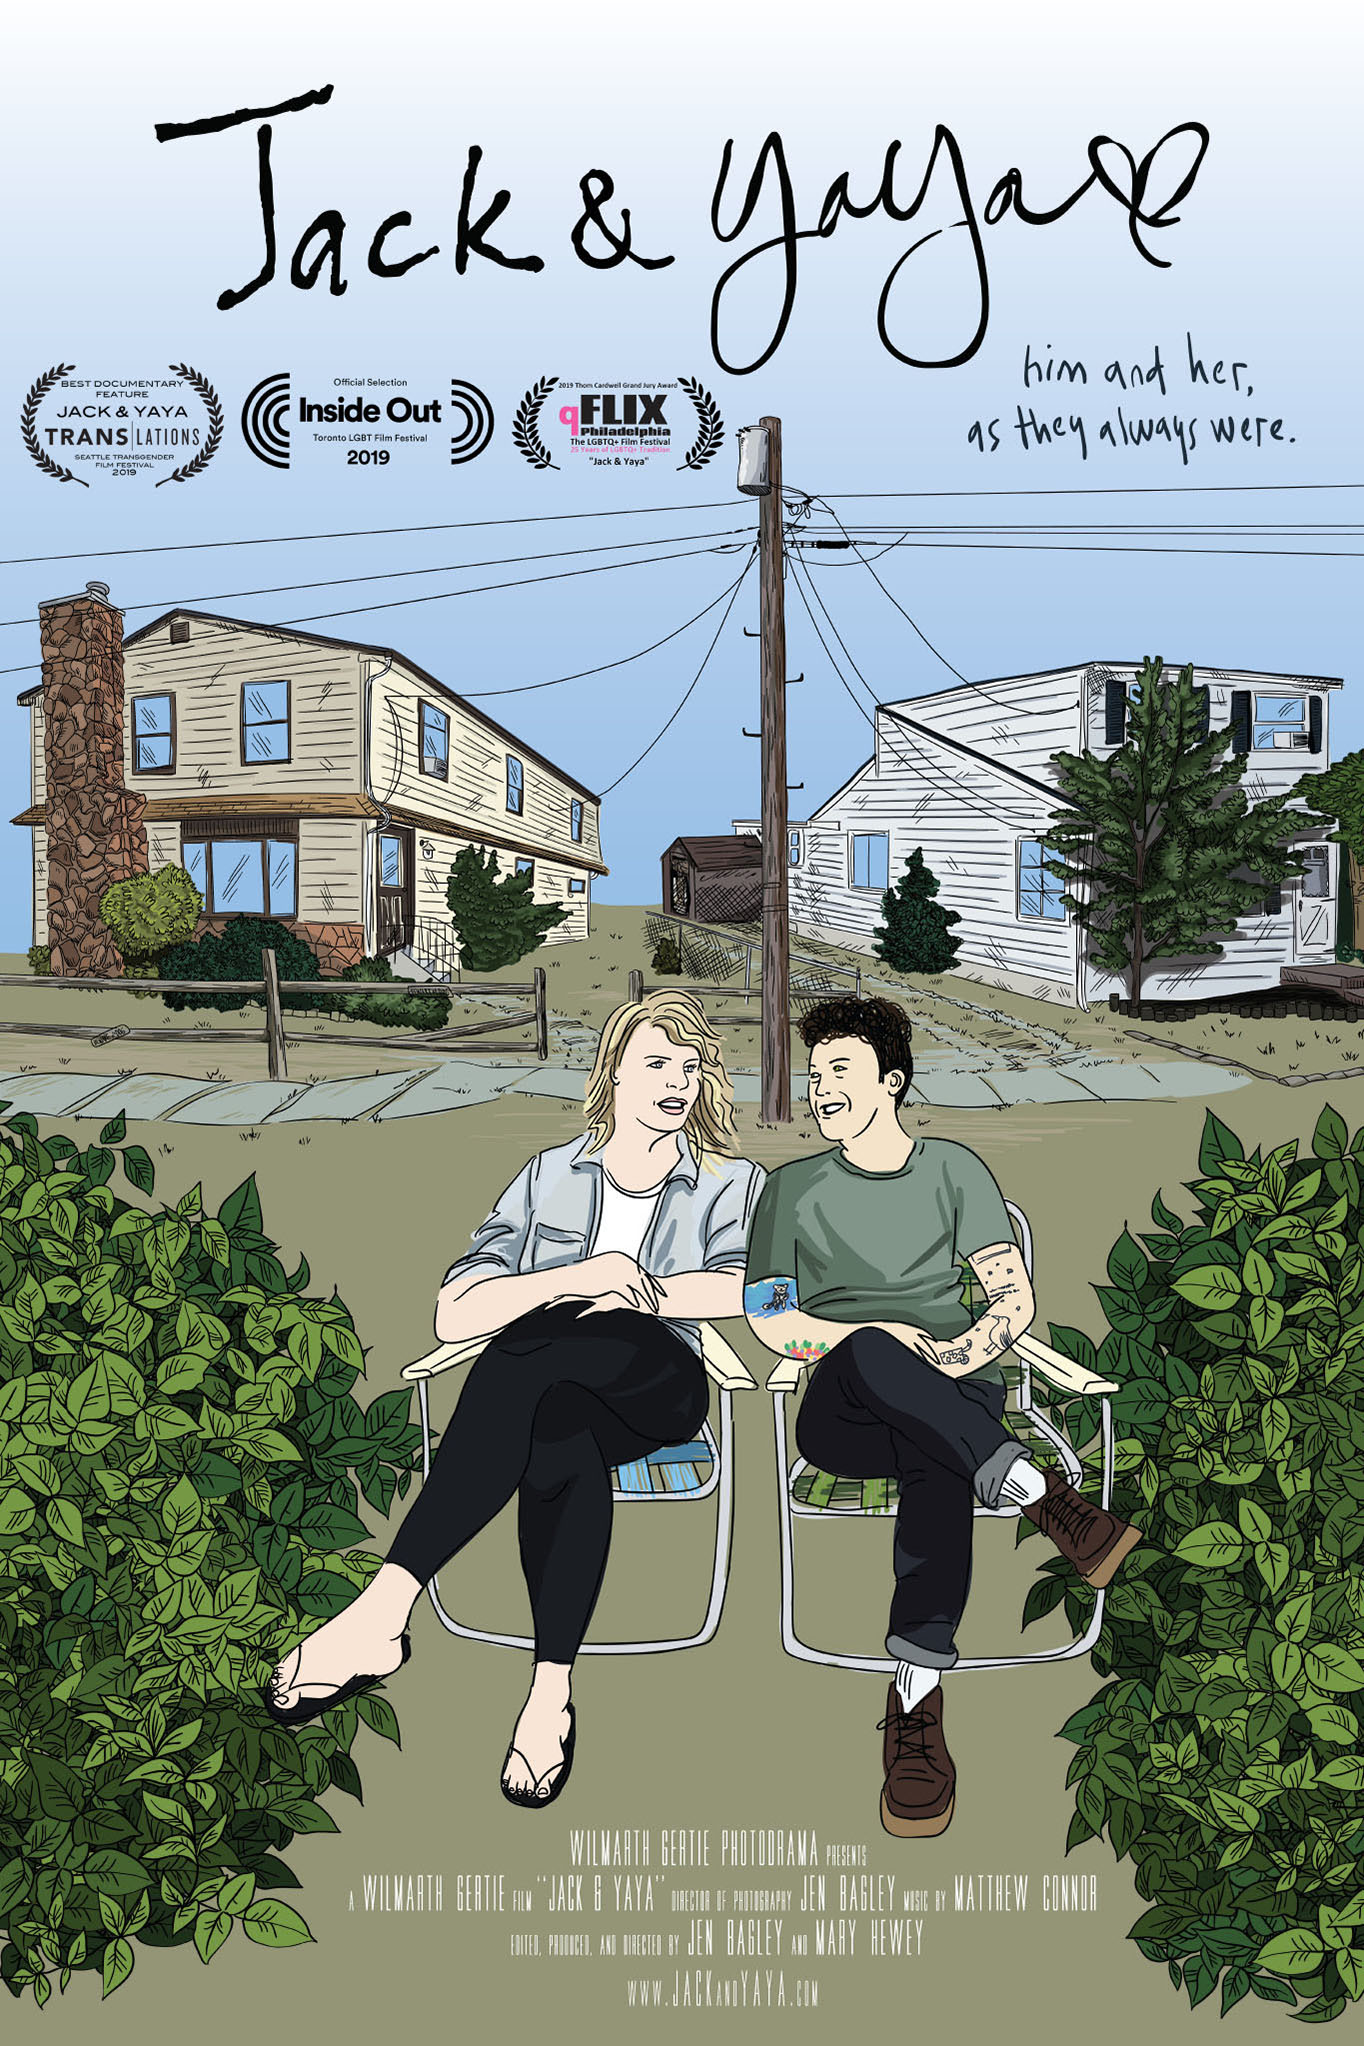 Jack & YaYa
him and her,
as they always were.
BEST DOCUMENTARY
FEATURE
JACK & YAYA
TRANS|LATIONS
SEATTLE TRANSGENDER
FILM FESTIVAL
2019
Official Selection
Inside Out
Toronto LGBT Film Festival
2019
2019 Thom Cardwell Grand Jury Award
qFLIX
Philadelphia
The LGBTQ+ Film Festival
25 Years of LGBTQ+ Tradition
"Jack & Yaya"
WILMARTH GERTIE PHOTODRAMA PRESENTS
A WILMARTH GERTIE FILM "JACK & YAYA" DIRECTOR OF PHOTOGRAPHY JEN BAGLEY MUSIC BY MATTHEW CONNOR
EDITED, PRODUCED, AND DIRECTED BY JEN BAGLEY AND MARY HEWEY
WWW.JACKANDYAYA.COM